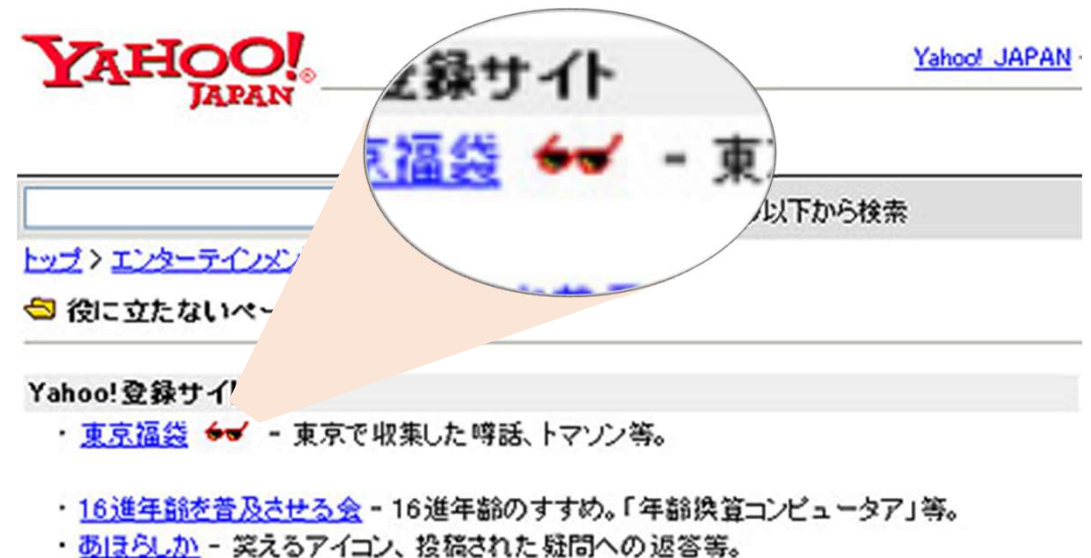 YAHOO!
JAPAN
Yahoo! JAPAN
登録サイト
京福袋 - 東
以下から検索
トップ > エンターテインメン
役に立たないペー
Yahoo!登録サイ
・ 東京福袋 - 東京で収集した噂話、トマソン等。
・ 16進年齢を普及させる会 - 16進年齢のすすめ。「年齢換算コンピュータア」等。
・ あほらしか - 笑えるアイコン、投稿された疑問への返答等。